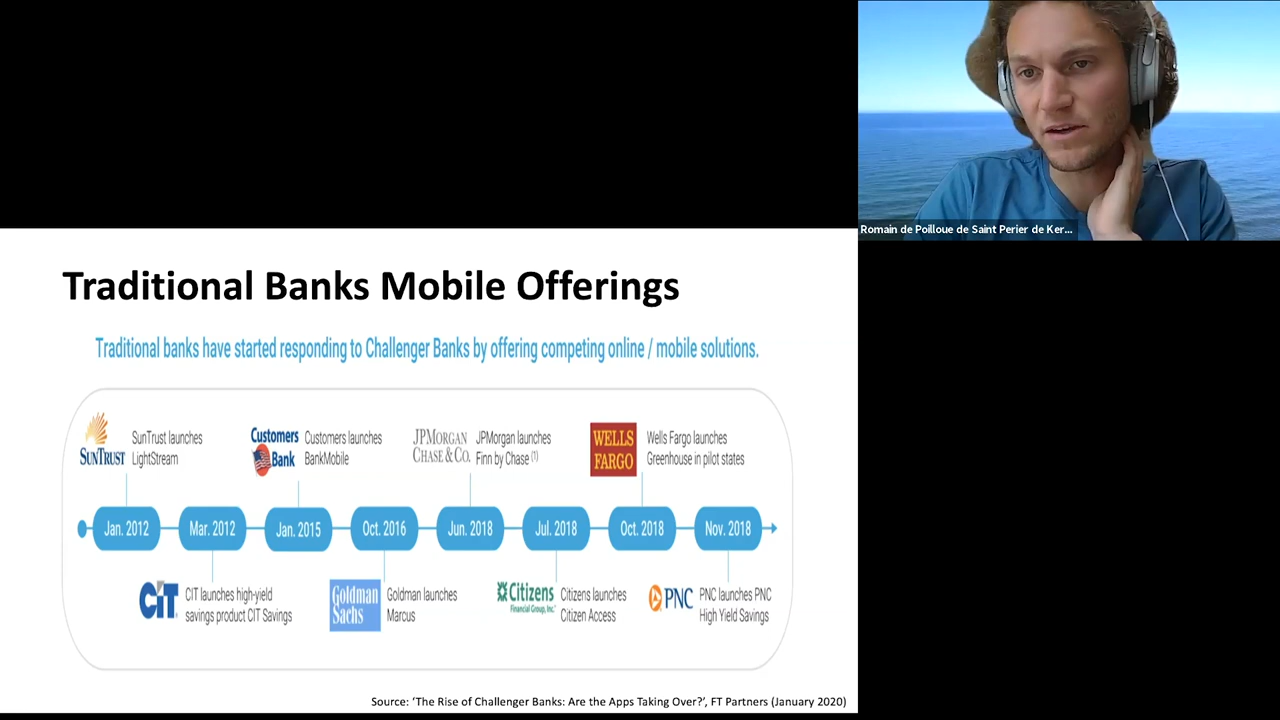 Romain de Poilloue de Saint Perier de Ker...
Traditional Banks Mobile Offerings
Traditional banks have started responding to Challenger Banks by offering competing online / mobile solutions.
SUNTRUST
SunTrust launches
LightStream
Customers
Bank
Customers launches
BankMobile
JPMORGAN
CHASE & CO.
JPMorgan launches
Finn by Chase (1)
WELLS
FARGO
Wells Fargo launches
Greenhouse in pilot states
Jan. 2012
Mar. 2012
Jan. 2015
Oct. 2016
Jun. 2018
Jul. 2018
Oct. 2018
Nov. 2018
CIT
CIT launches high-yield
savings product CIT Savings
Goldman
Sachs
Goldman launches
Marcus
Citizens
Financial Group, Inc.
Citizens launches
Citizen Access
PNC
PNC launches PNC
High Yield Savings
Source: ‘The Rise of Challenger Banks: Are the Apps Taking Over?’, FT Partners (January 2020)